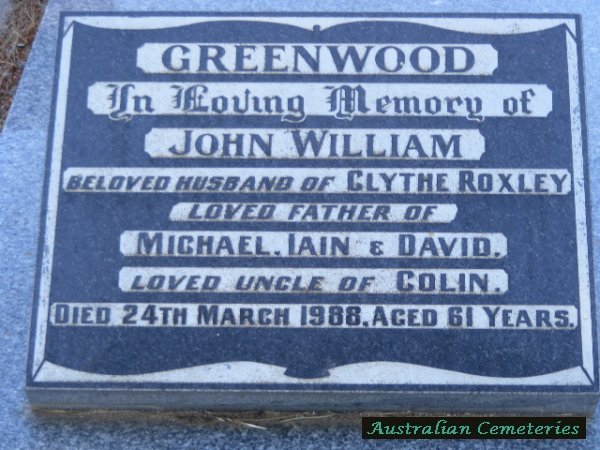 GREENWOOD
In Loving Memory of
JOHN WILLIAM
BELOVED HUSBAND OF CLYTHE ROXLEY
LOVED FATHER OF
MICHAEL, IAIN & DAVID.
LOVED UNCLE OF COLIN.
DIED 24TH MARCH 1988, AGED 61 YEARS.
Australian Cemeteries